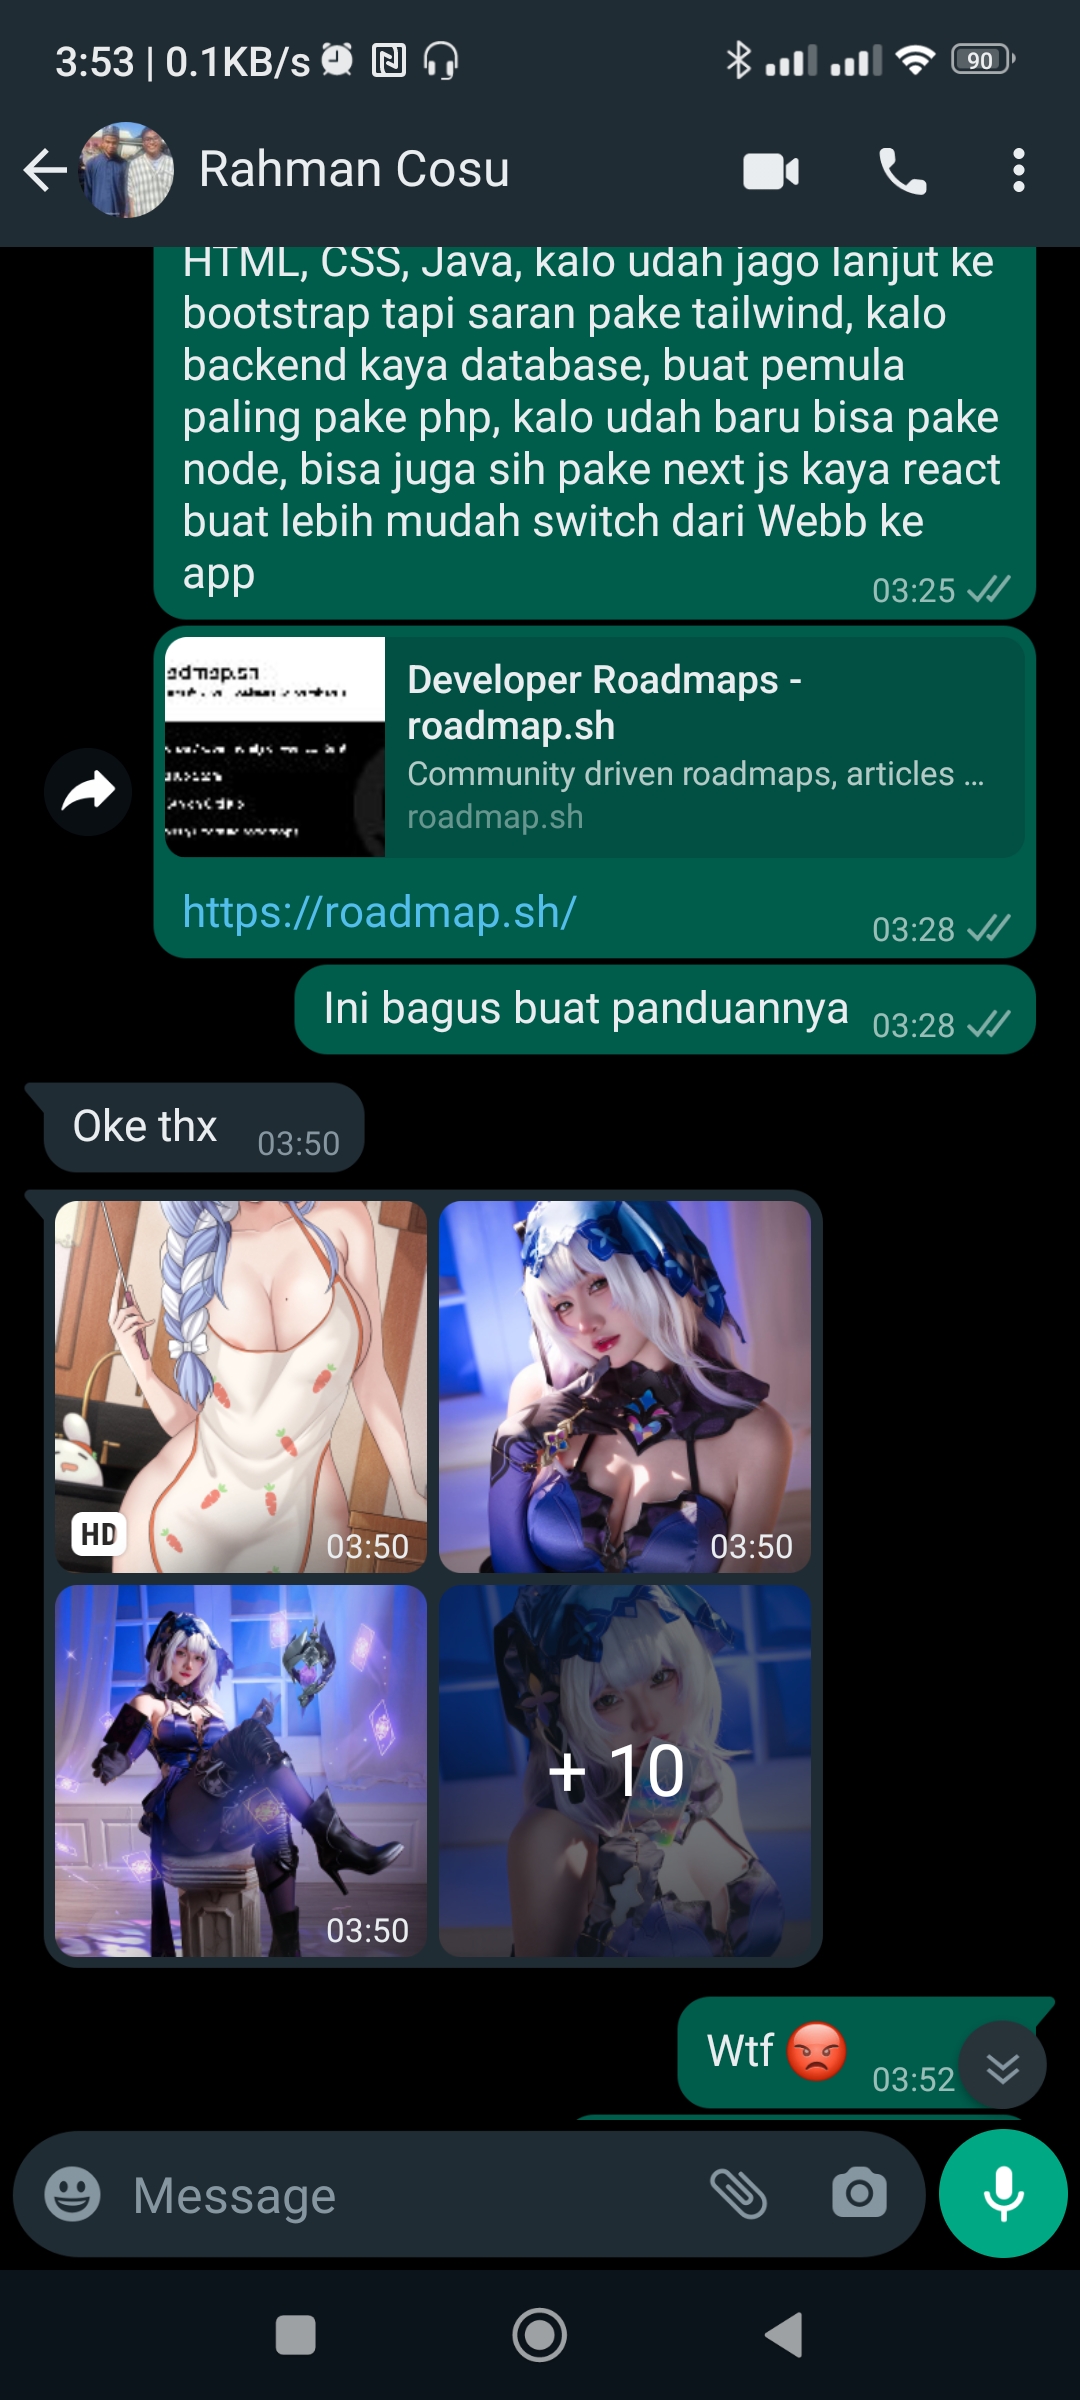 3:53 | 0.1KB/s
90
Rahman Cosu
HTML, CSS, Java, kalo udah jago lanjut ke
bootstrap tapi saran pake tailwind, kalo
backend kaya database, buat pemula
paling pake php, kalo udah baru bisa pake
node, bisa juga sih pake next js kaya react
buat lebih mudah switch dari Webb ke
app
03:25
Developer Roadmaps -
roadmap.sh
Community driven roadmaps, articles ...
roadmap.sh
https://roadmap.sh/
03:28
Ini bagus buat panduannya
03:28
Oke thx
03:50
HD
03:50
03:50
03:50
+ 10
Wtf 😡
03:52
Message